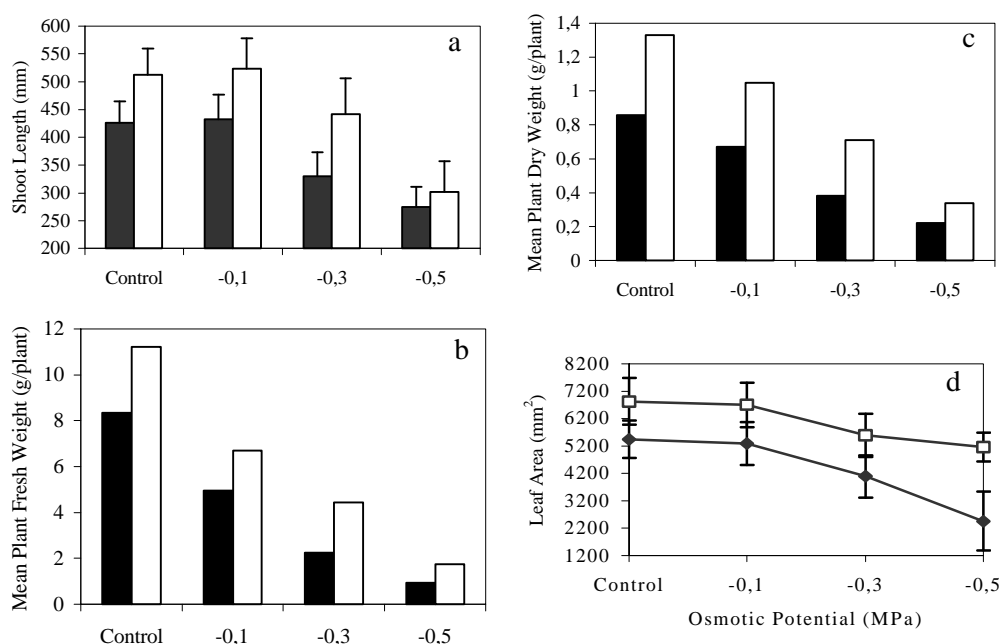 a
Shoot Length (mm)
600
550
500
450
400
350
300
250
200
Control -0,1 -0,3 -0,5
b
Mean Plant Fresh Weight (g/plant)
12
10
8
6
4
2
0
Control -0,1 -0,3 -0,5
c
Mean Plant Dry Weight (g/plant)
1,4
1,2
1
0,8
0,6
0,4
0,2
0
Control -0,1 -0,3 -0,5
d
Leaf Area (mm²)
8200
7200
6200
5200
4200
3200
2200
1200
Control -0,1 -0,3 -0,5
Osmotic Potential (MPa)